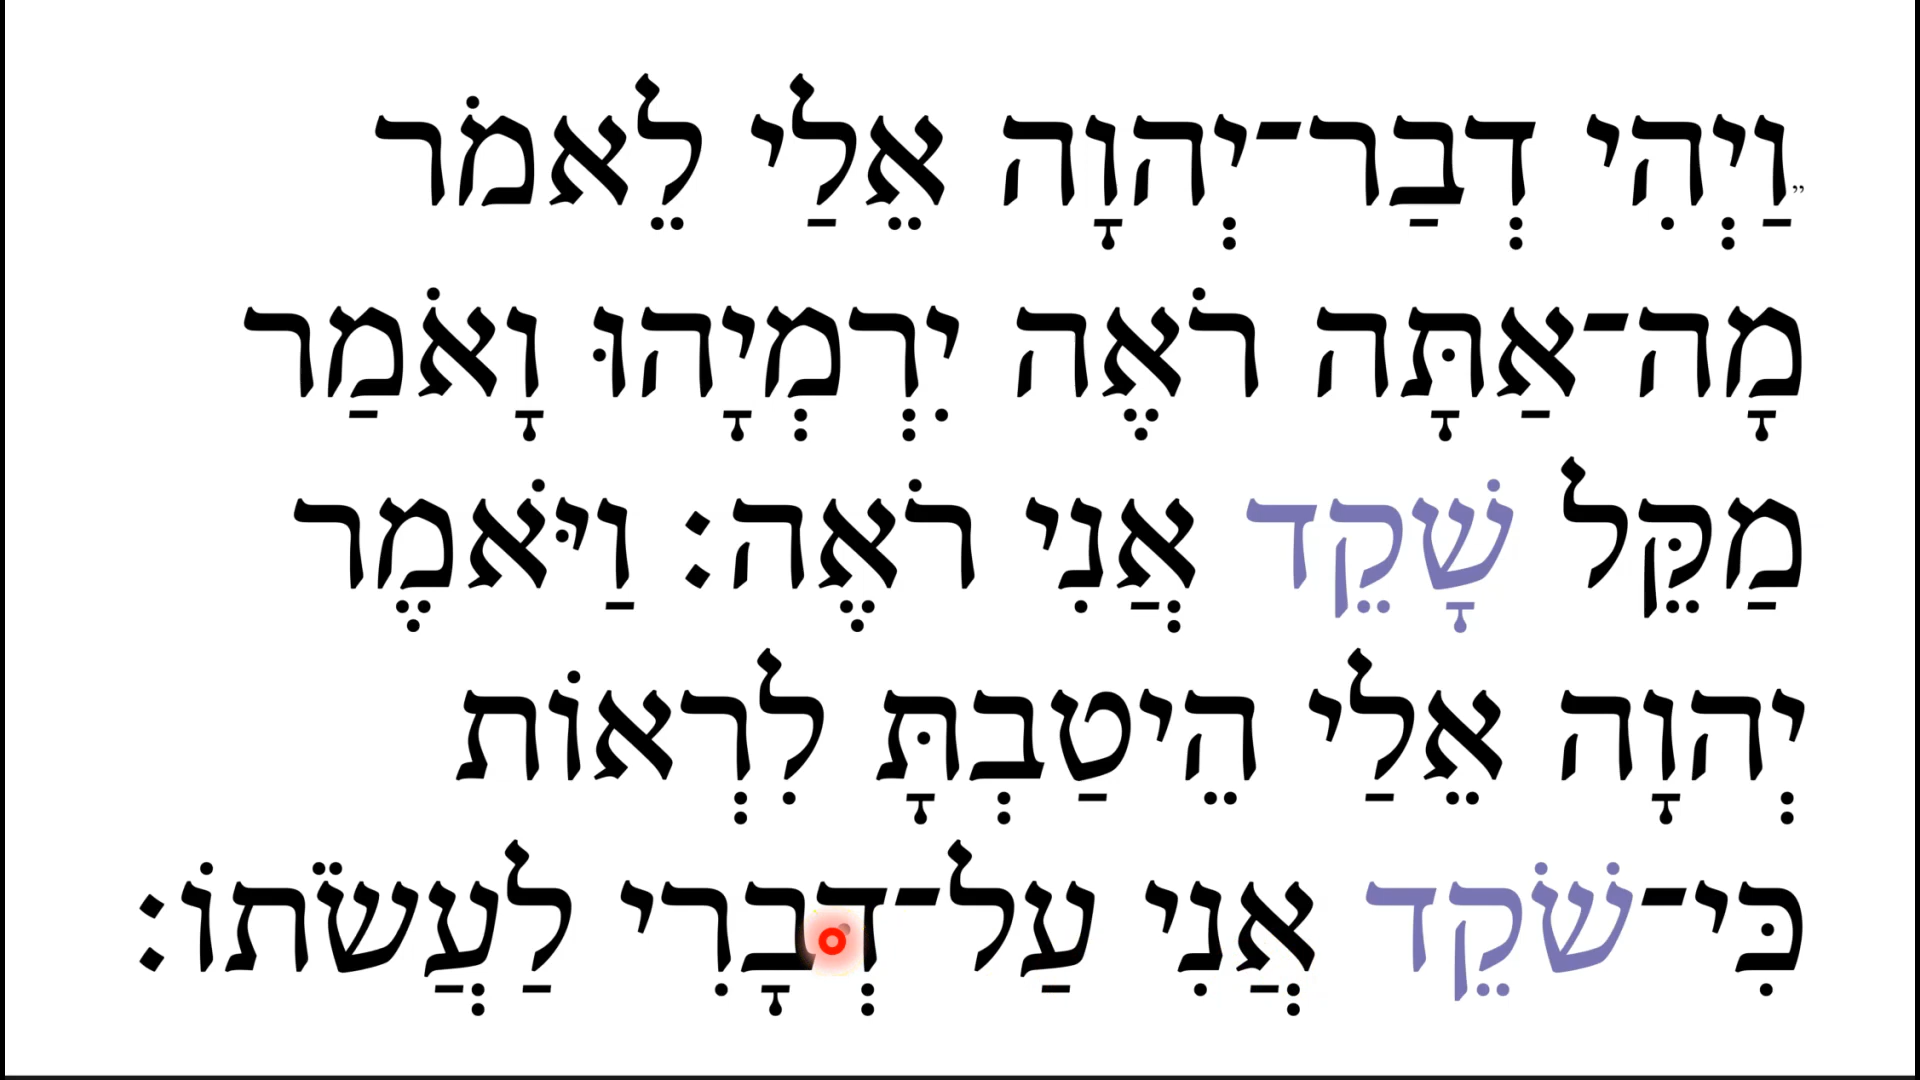 ”וַיְהִי דְבַר־יְהוָה אֵלַי לֵאמֹר
מָה־אַתָּה רֹאֶה יִרְמְיָהוּ וָאֹמַר
מַקֵּל שָׁקֵד אֲנִי רֹאֶה׃ וַיֹּאמֶר
יְהוָה אֵלַי הֵיטַבְתָּ לִרְאוֹת
כִּי־שֹׁקֵד אֲנִי עַל־דְּבָרִי לַעֲשֹׂתוֹ׃